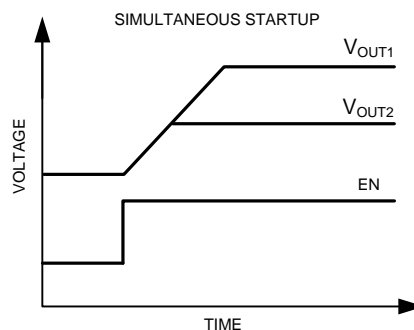 SIMULTANEOUS STARTUP
VOUT1
VOUT2
EN
VOLTAGE
TIME